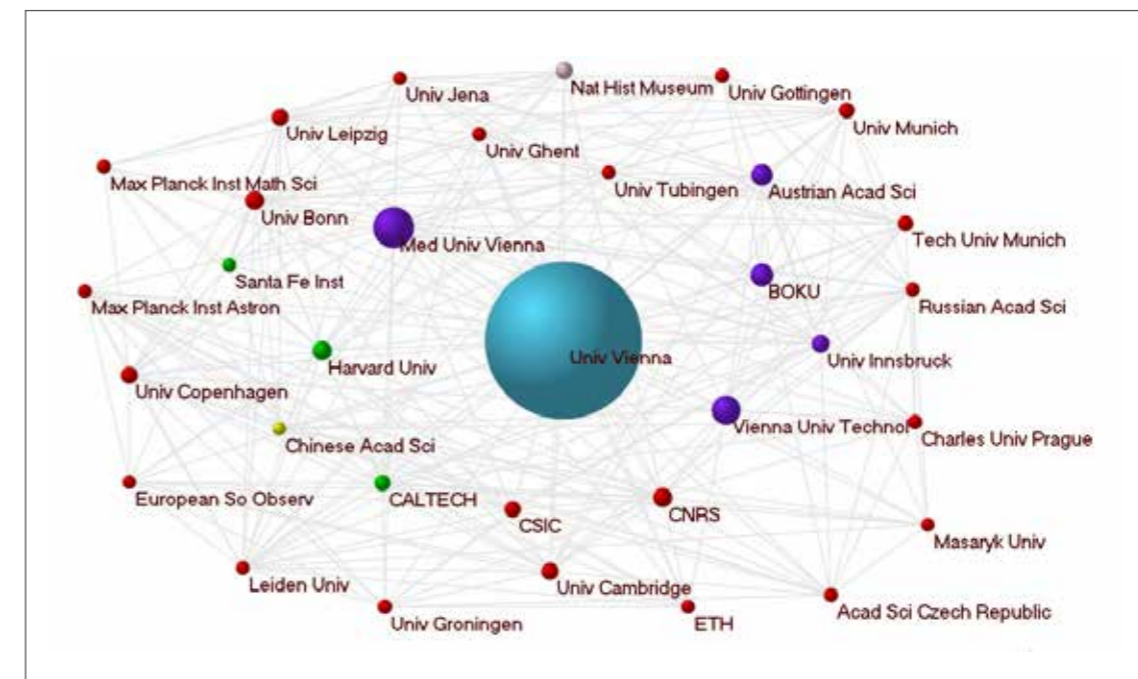 Nat Hist Museum
Univ Jena
Univ Gottingen
Univ Leipzig
Univ Munich
Univ Ghent
Max Planck Inst Math Sci
Univ Tubingen
Austrian Acad Sci
Univ Bonn
Med Univ Vienna
Tech Univ Munich
Santa Fe Inst
BOKU
Max Planck Inst Astron
Russian Acad Sci
Univ Vienna
Univ Innsbruck
Harvard Univ
Univ Copenhagen
Vienna Univ Technol
Charles Univ Prague
Chinese Acad Sci
European So Observ
CALTECH
CNRS
CSIC
Masaryk Univ
Leiden Univ
Univ Cambridge
Acad Sci Czech Republic
Univ Groningen
ETH